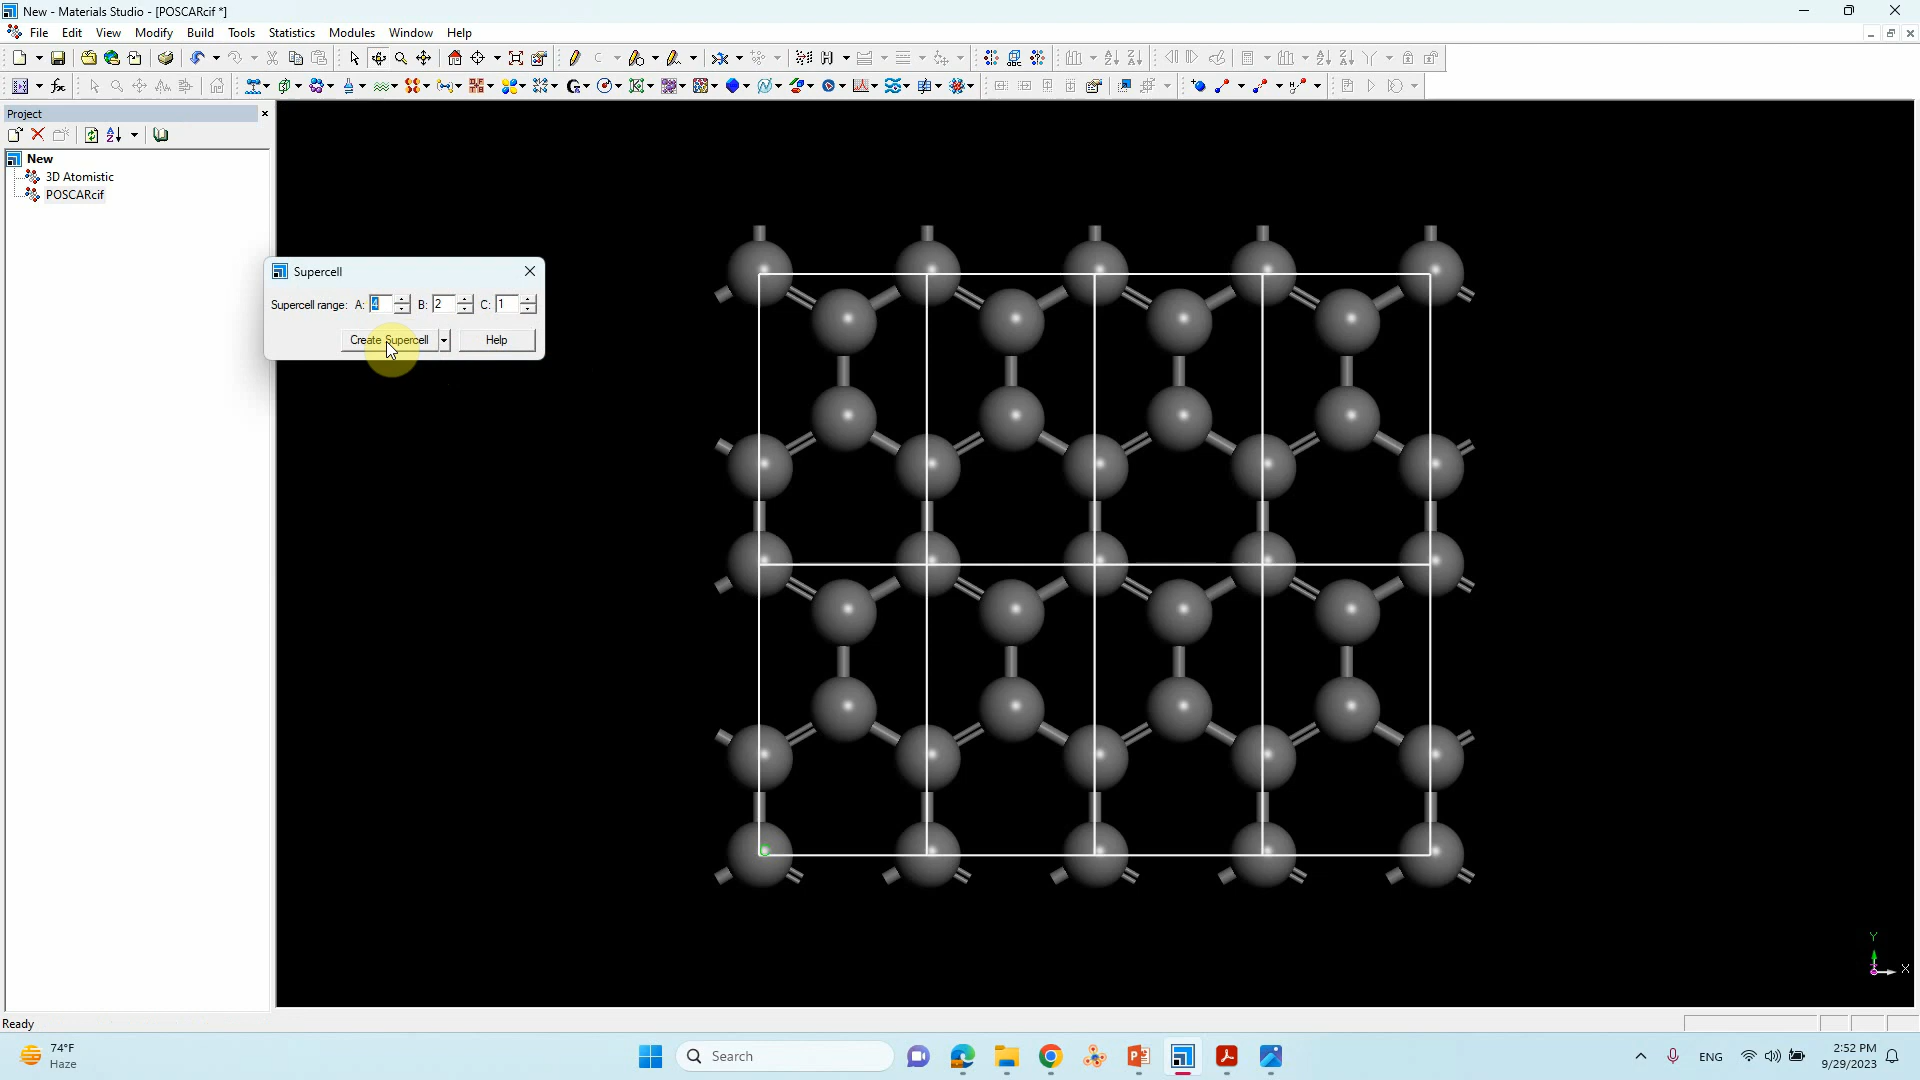 New - Materials Studio - [POSCARcif *]
File Edit View Modify Build Tools Statistics Modules Window Help
Project
New
3D Atomistic
POSCARcif
Supercell
Supercell range: A: 4 B: 2 C: 1
Create Supercell Help
Y
X
Ready
74°F
Haze
Search
ENG
2:52 PM
9/29/2023